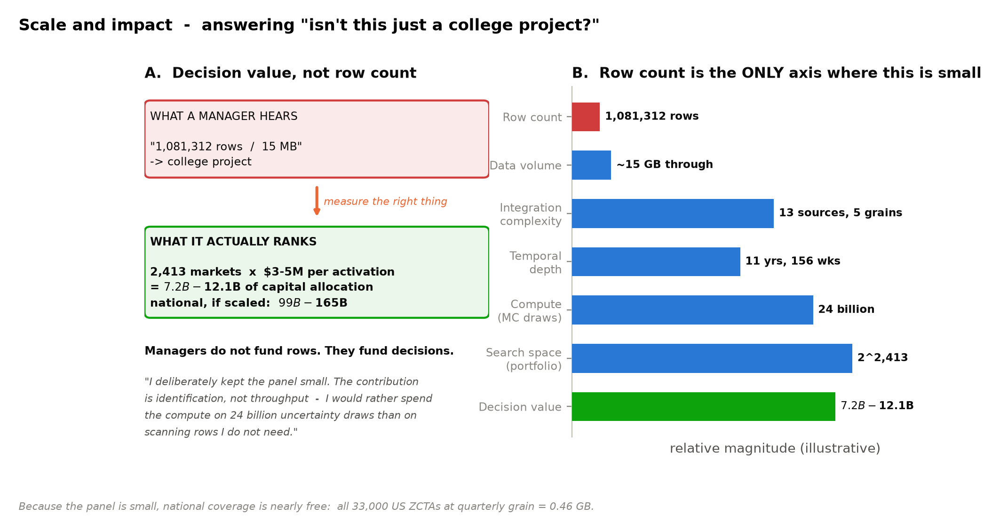 Scale and impact  -  answering "isn't this just a college project?"
A.  Decision value, not row count
WHAT A MANAGER HEARS
"1,081,312 rows  /  15 MB"
-> college project
measure the right thing
WHAT IT ACTUALLY RANKS
2,413 markets  x  $3-5M per activation
= 7.2B − 12.1B of capital allocation
national, if scaled:  99B − 165B
Managers do not fund rows. They fund decisions.
"I deliberately kept the panel small. The contribution
is identification, not throughput  -  I would rather spend
the compute on 24 billion uncertainty draws than on
scanning rows I do not need."
B.  Row count is the ONLY axis where this is small
Row count
1,081,312 rows
Data volume
~15 GB through
Integration
complexity
13 sources, 5 grains
Temporal
depth
11 yrs, 156 wks
Compute
(MC draws)
24 billion
Search space
(portfolio)
2^2,413
Decision value
7.2B − 12.1B
relative magnitude (illustrative)
Because the panel is small, national coverage is nearly free:  all 33,000 US ZCTAs at quarterly grain = 0.46 GB.